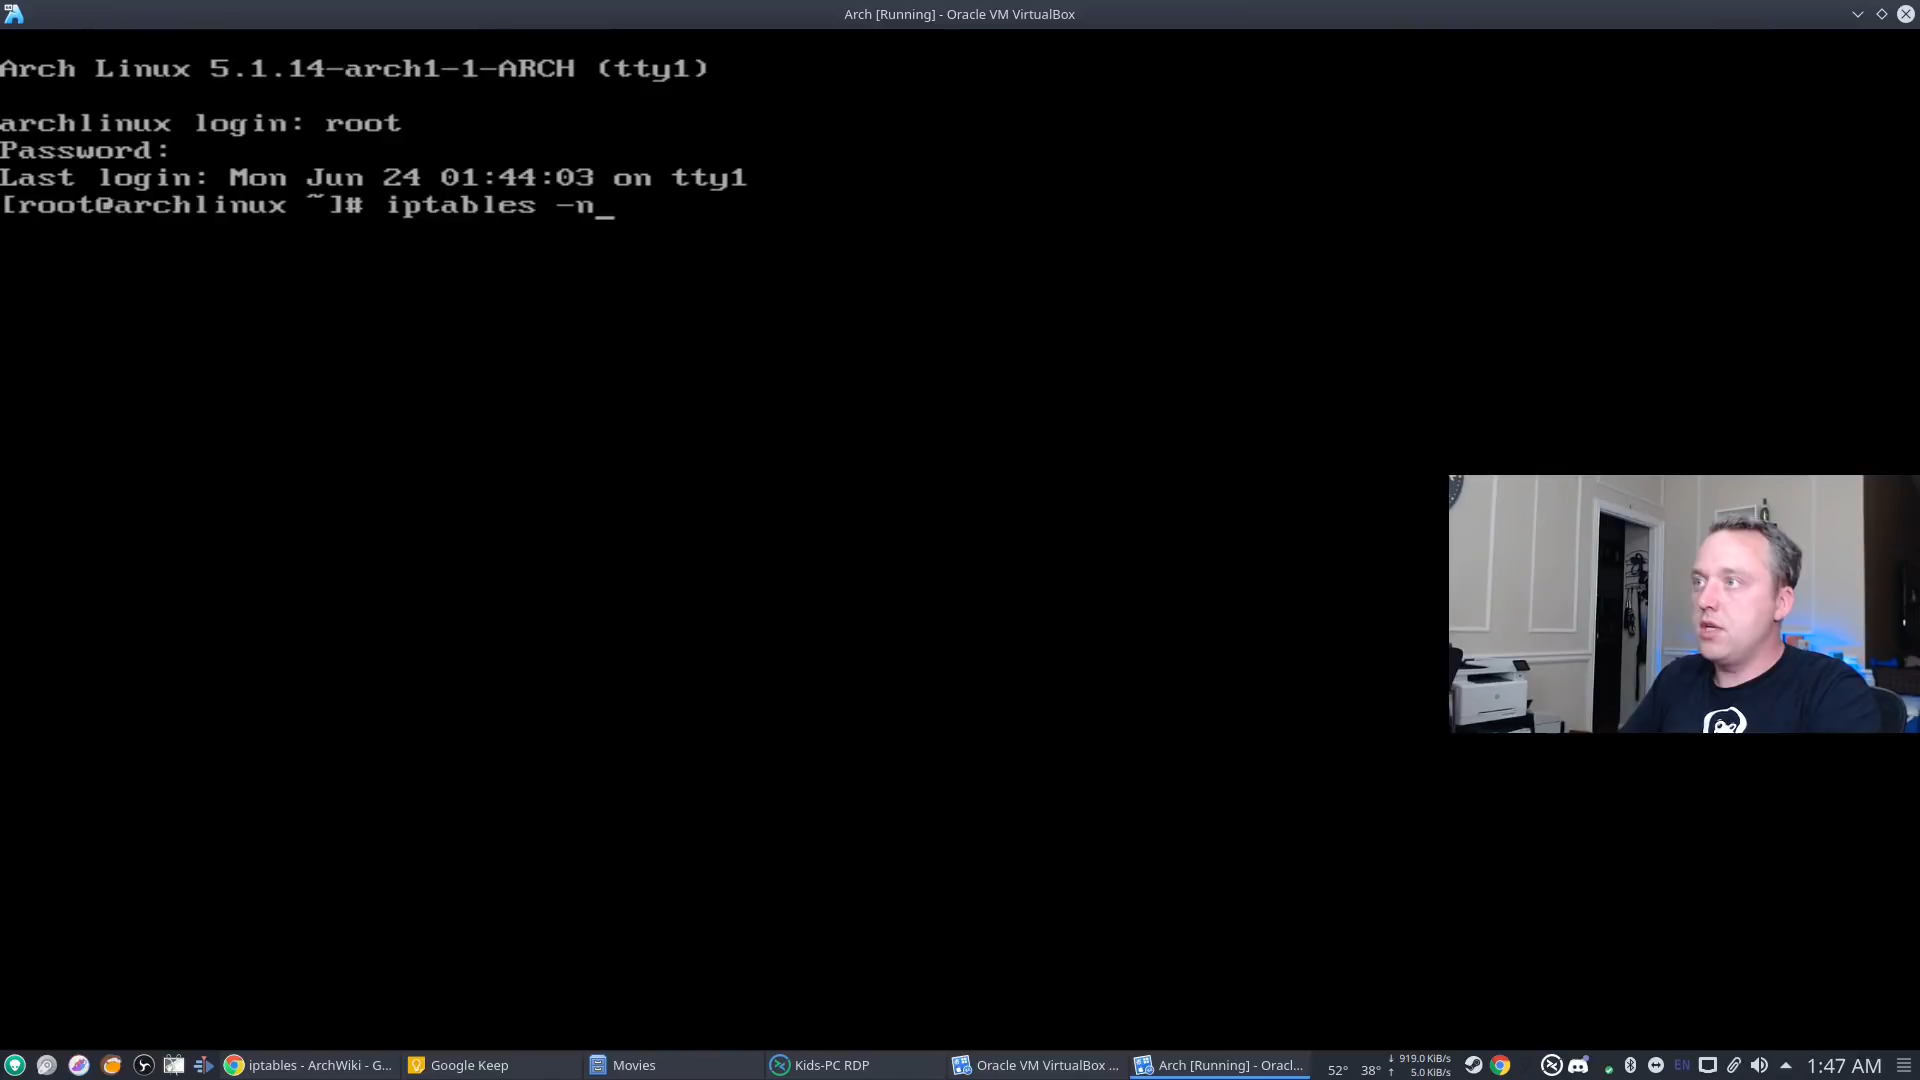 Arch [Running] - Oracle VM VirtualBox
Arch Linux 5.1.14-arch1-1-ARCH (tty1)
archlinux login: root
Password:
Last login: Mon Jun 24 01:44:03 on tty1
[root@archlinux ~]# iptables -n_
iptables - ArchWiki - G...
Google Keep
Movies
Kids-PC RDP
Oracle VM VirtualBox ...
Arch [Running] - Oracl...
52° 38°
↓ 919.0 KiB/s
↑ 5.0 KiB/s
EN
1:47 AM